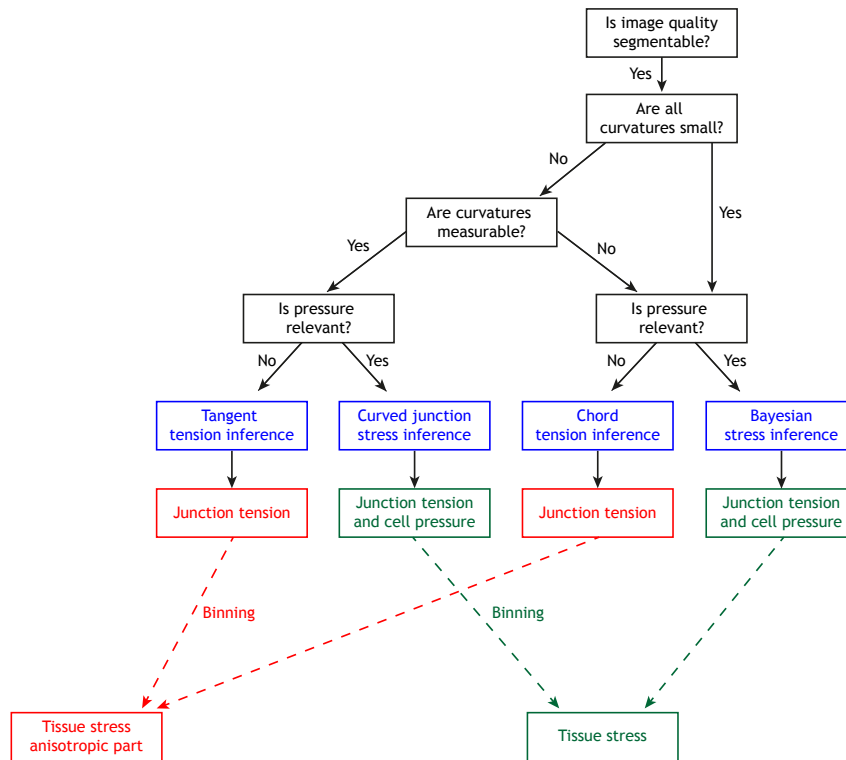 Is image quality
segmentable?
Yes
Are all
curvatures small?
No
Yes
Are curvatures
measurable?
Yes
No
Is pressure
relevant?
Is pressure
relevant?
No
Yes
No
Yes
Tangent
tension inference
Curved junction
stress inference
Chord
tension inference
Bayesian
stress inference
Junction tension
Junction tension
and cell pressure
Junction tension
Junction tension
and cell pressure
Binning
Binning
Tissue stress
anisotropic part
Tissue stress